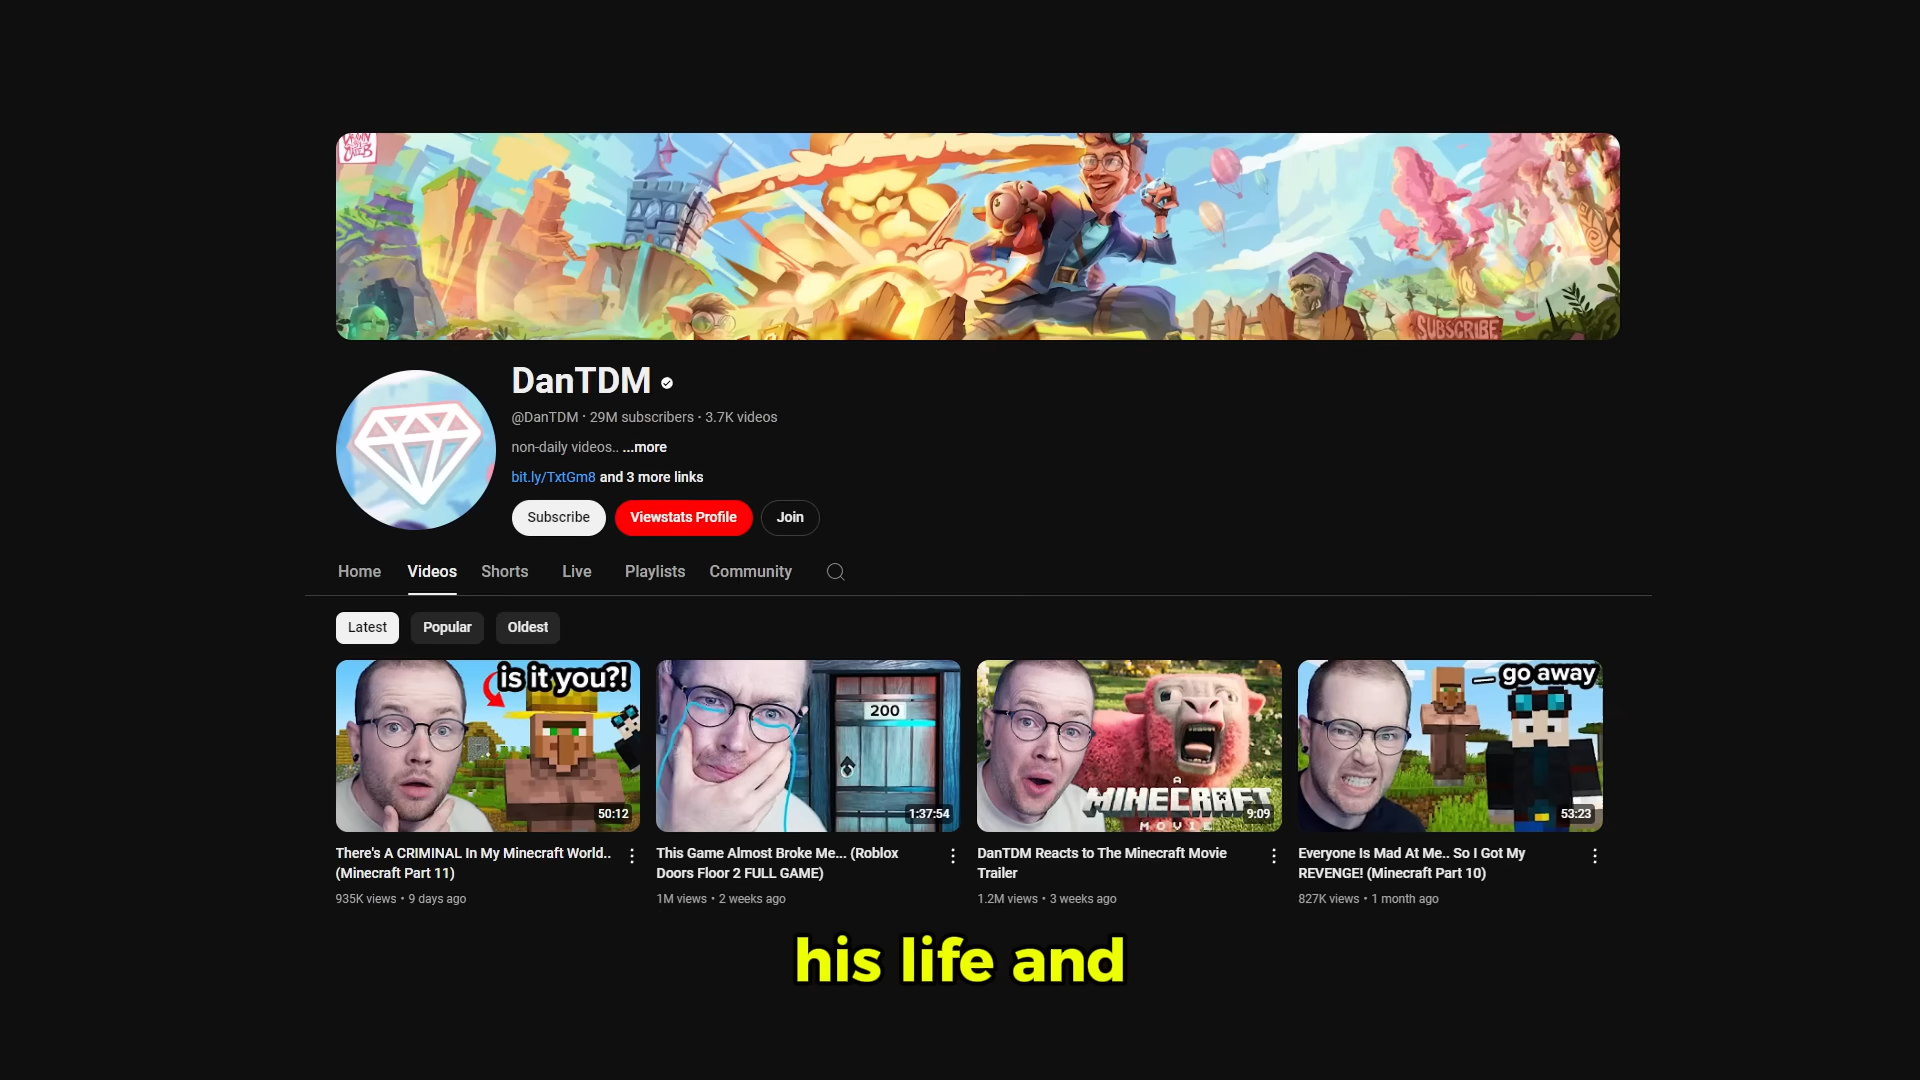 SUBSCRIBE
DanTDM
@DanTDM · 29M subscribers · 3.7K videos
non-daily videos.. ...more
bit.ly/TxtGm8 and 3 more links
Subscribe
Viewstats Profile
Join
Home
Videos
Shorts
Live
Playlists
Community
Latest
Popular
Oldest
is it you?!
50:12
200
1:37:54
A
MINECRAFT
MOVIE
9:09
go away
53:23
There's A CRIMINAL In My Minecraft World..
(Minecraft Part 11)
935K views · 9 days ago
This Game Almost Broke Me... (Roblox
Doors Floor 2 FULL GAME)
1M views · 2 weeks ago
DanTDM Reacts to The Minecraft Movie
Trailer
1.2M views · 3 weeks ago
Everyone Is Mad At Me.. So I Got My
REVENGE! (Minecraft Part 10)
827K views · 1 month ago
his life and